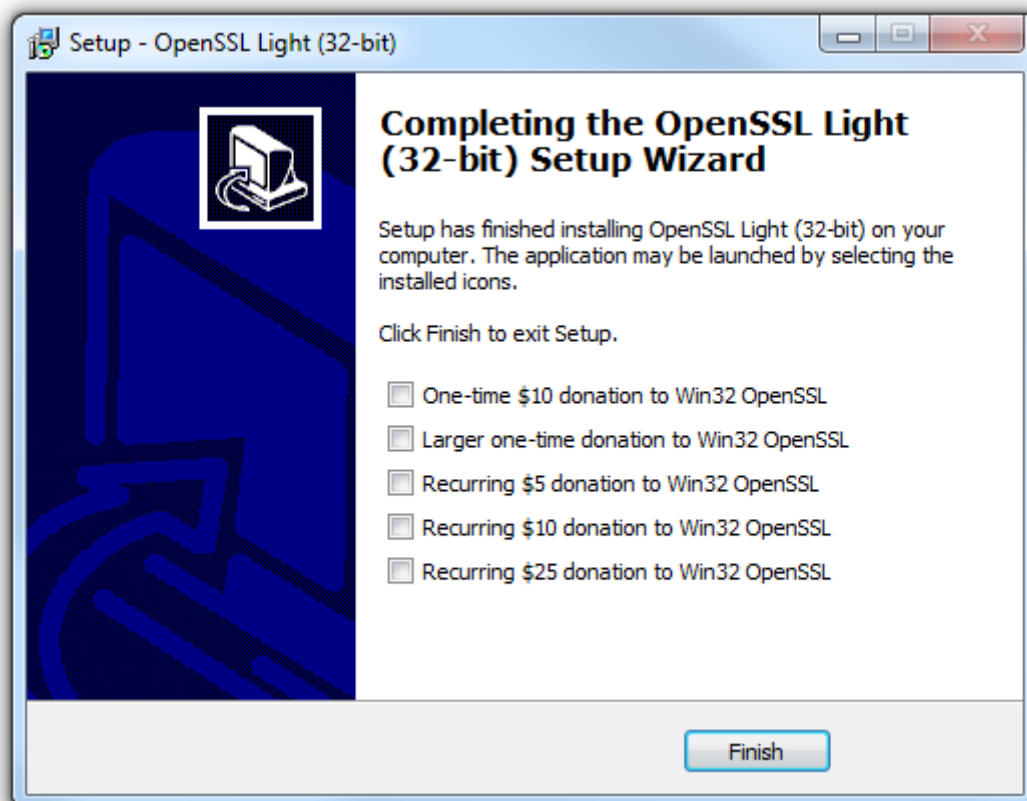 Setup - OpenSSL Light (32-bit)
Completing the OpenSSL Light
(32-bit) Setup Wizard
Setup has finished installing OpenSSL Light (32-bit) on your
computer. The application may be launched by selecting the
installed icons.
Click Finish to exit Setup.
One-time $10 donation to Win32 OpenSSL
Larger one-time donation to Win32 OpenSSL
Recurring $5 donation to Win32 OpenSSL
Recurring $10 donation to Win32 OpenSSL
Recurring $25 donation to Win32 OpenSSL
Finish